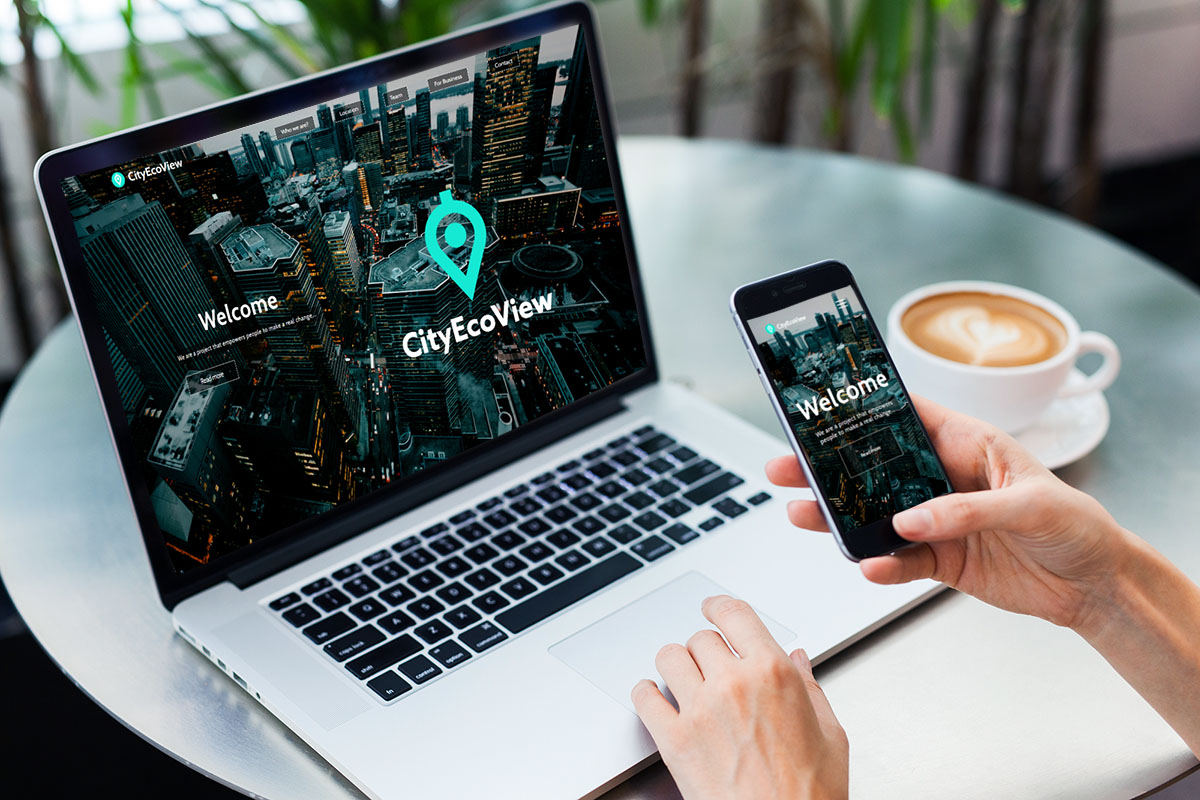 Who we are?
Location
Team
For Business
Contact
CityEcoView
CityEcoView
Welcome
We are a project that empowers people to make a real change.
Read more
CityEcoView
Welcome
We are a project that empowers
people to make a real change.
Read more
caps lock
shift
fn
control
option
command